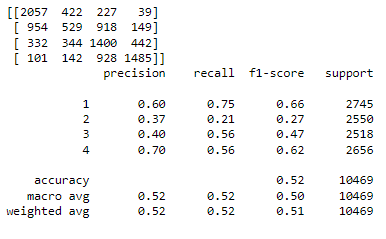 [[2057 422 227 39]
[ 954 529 918 149]
[ 332 344 1400 442]
[ 101 142 928 1485]]
precision recall f1-score support
1 0.60 0.75 0.66 2745
2 0.37 0.21 0.27 2550
3 0.40 0.56 0.47 2518
4 0.70 0.56 0.62 2656
accuracy 0.52 10469
macro avg 0.52 0.52 0.50 10469
weighted avg 0.52 0.52 0.51 10469